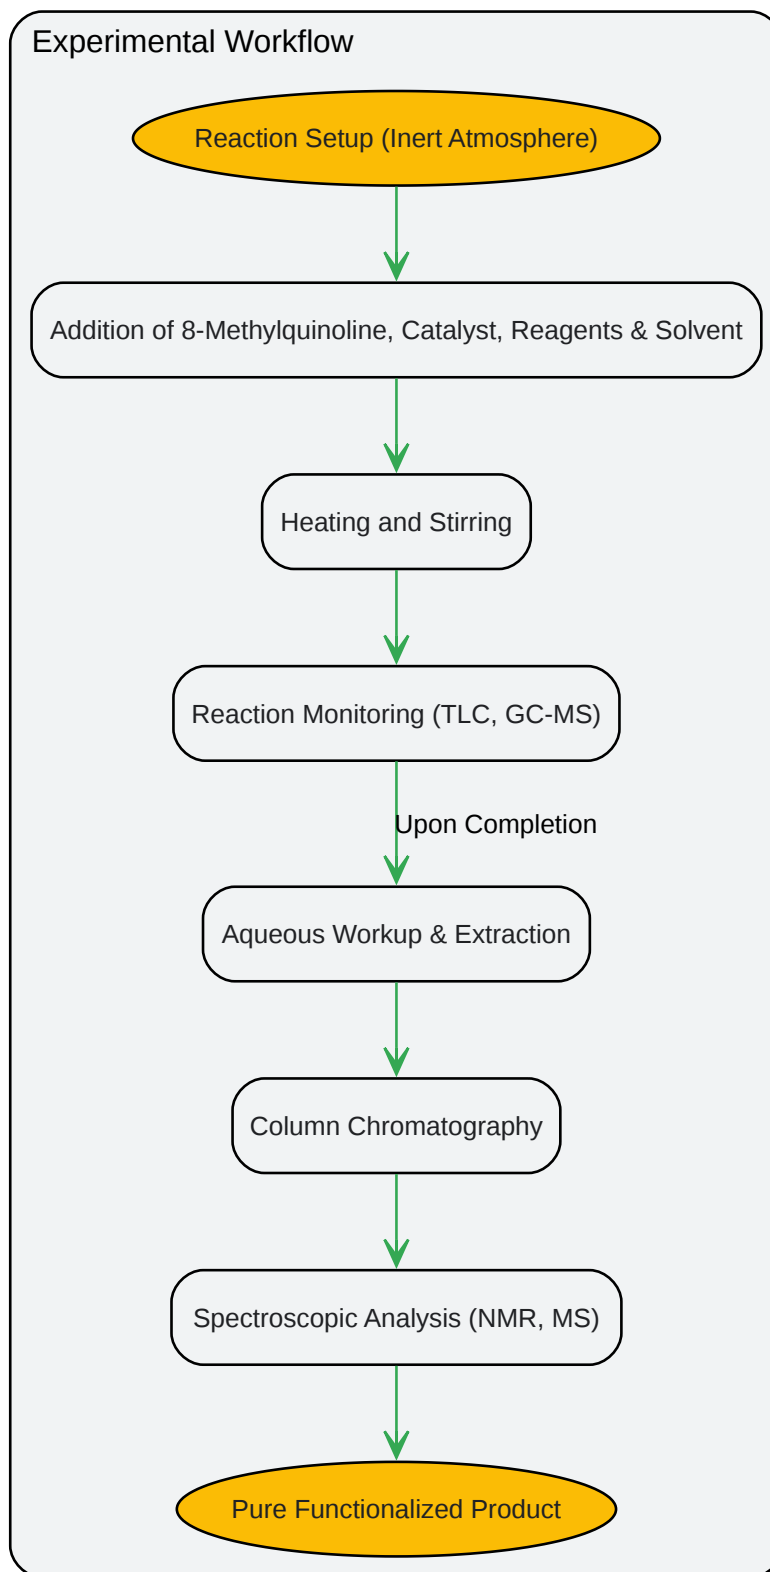 Experimental Workflow
Reaction Setup (Inert Atmosphere)
Addition of 8-Methylquinoline, Catalyst, Reagents & Solvent
Heating and Stirring
Reaction Monitoring (TLC, GC-MS)
Upon Completion
Aqueous Workup & Extraction
Column Chromatography
Spectroscopic Analysis (NMR, MS)
Pure Functionalized Product